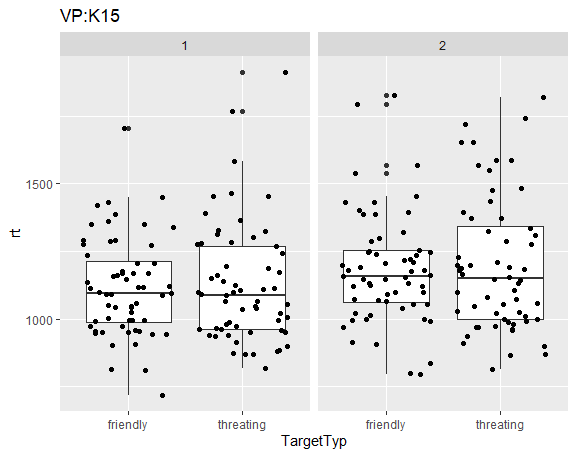 VP:K15
1
2
rt
1500
1000
friendly
threating
friendly
threating
TargetTyp